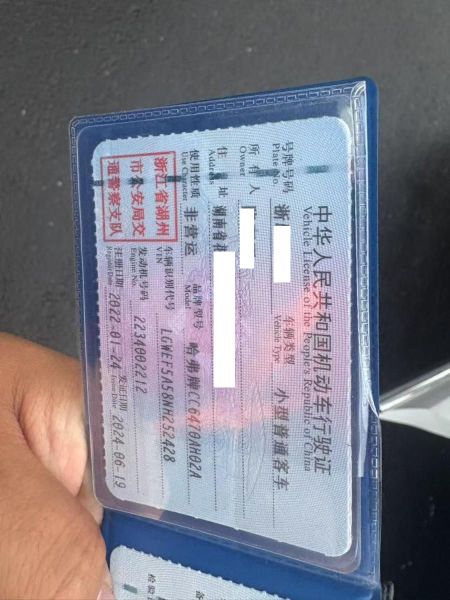 中华人民共和国机动车行驶证
Vehicle License of the People's Republic of China
号牌号码 浙 车辆类型 小型普通客车
Plate No. Vehicle Type
所有人
Owner
住址 湖南省
Address
使用性质 非营运 品牌型号 哈弗牌CC6470AH02A
Use Character Model
浙江省湖州
市公安局交
通警察支队
车辆识别代号 LGWEF5A58NH252428
VIN
发动机号码 2234002212
Engine No.
注册日期 2022-01-24 发证日期 2024-06-19
Register Date Issue Date